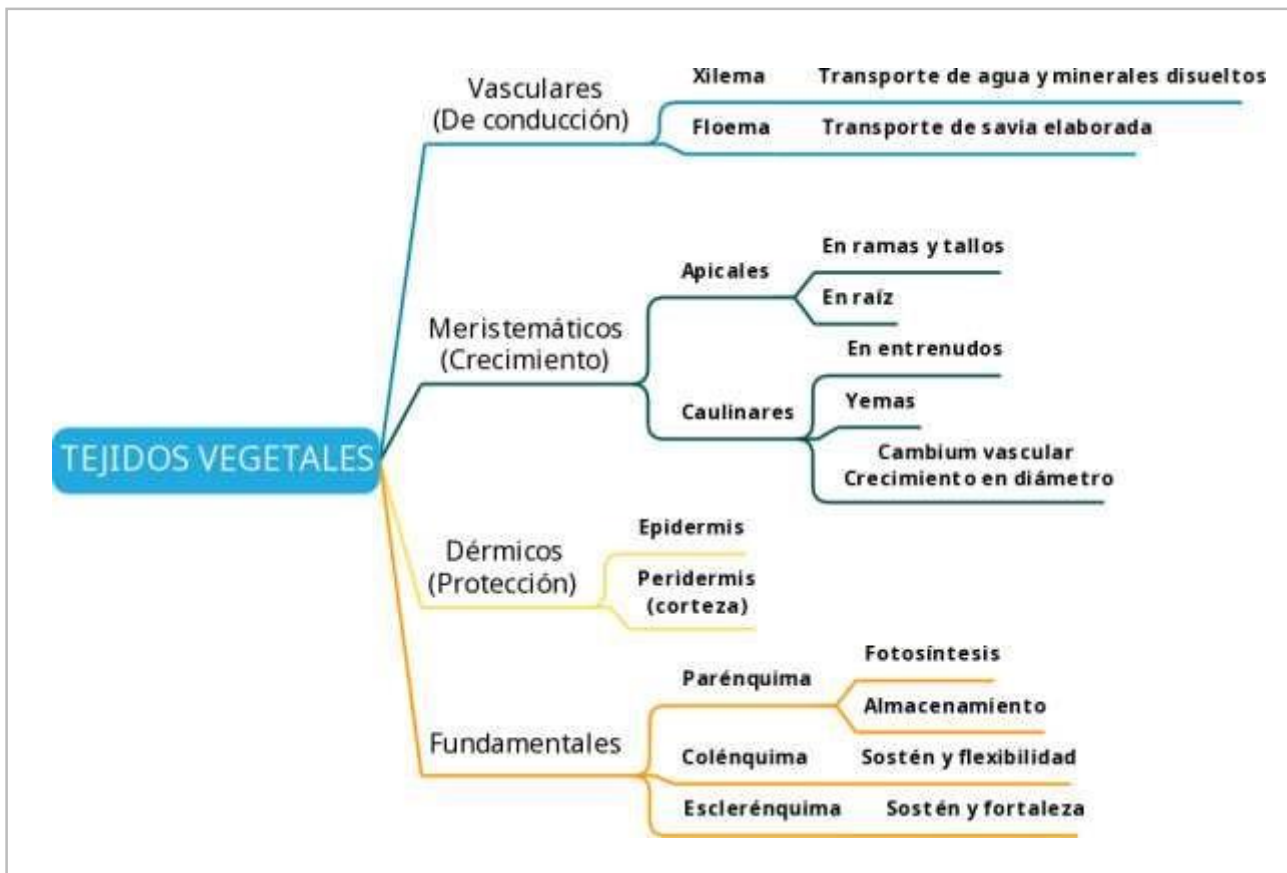 Vasculares
(De conducción)
Xilema Transporte de agua y minerales disueltos
Floema Transporte de savia elaborada
Meristemáticos
(Crecimiento)
Apicales
En ramas y tallos
En raíz
Caulinares
En entrenudos
Yemas
Cambium vascular
Crecimiento en diámetro
TEJIDOS VEGETALES
Dérmicos
(Protección)
Epidermis
Peridermis
(corteza)
Fundamentales
Parénquima
Fotosíntesis
Almacenamiento
Colénquima Sostén y flexibilidad
Esclerénquima Sostén y fortaleza